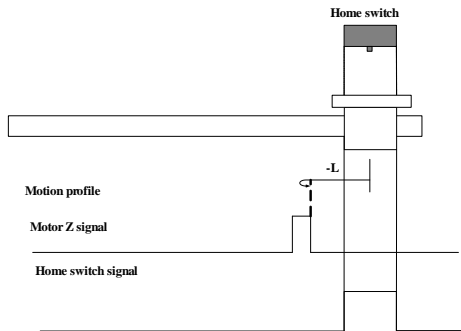 Home switch
-L
Motion profile
Motor Z signal
Home switch signal